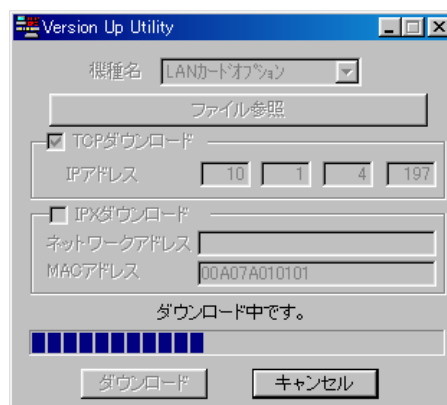 Version Up Utility
機種名 LANカードオプション
ファイル参照
TCPダウンロード
IPアドレス 10 1 4 197
IPXダウンロード
ネットワークアドレス
MACアドレス 00A07A010101
ダウンロード中です。
ダウンロード キャンセル